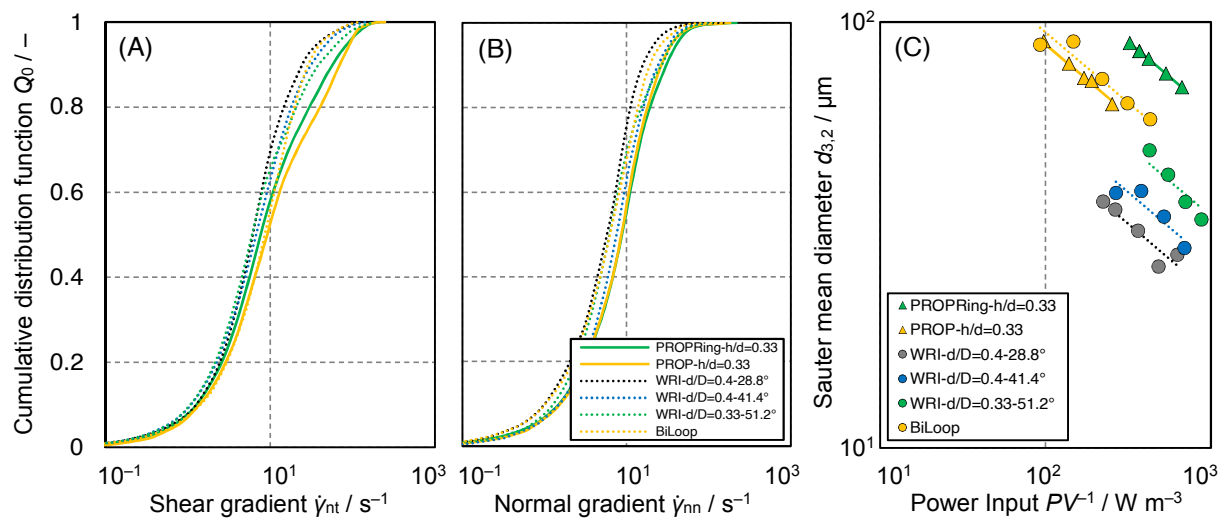 (A)
Cumulative distribution function Q₀ / –
1
0.8
0.6
0.4
0.2
0
10⁻¹
10¹
10³
Shear gradient γ̇nt / s⁻¹
(B)
PROPRing-h/d=0.33
PROP-h/d=0.33
WRI-d/D=0.4-28.8°
WRI-d/D=0.4-41.4°
WRI-d/D=0.33-51.2°
BiLoop
10⁻¹
10¹
10³
Normal gradient γ̇nn / s⁻¹
(C)
Sauter mean diameter d3,2 / µm
10²
10¹
PROPRing-h/d=0.33
PROP-h/d=0.33
WRI-d/D=0.4-28.8°
WRI-d/D=0.4-41.4°
WRI-d/D=0.33-51.2°
BiLoop
10¹
10²
10³
Power Input PV⁻¹ / W m⁻³